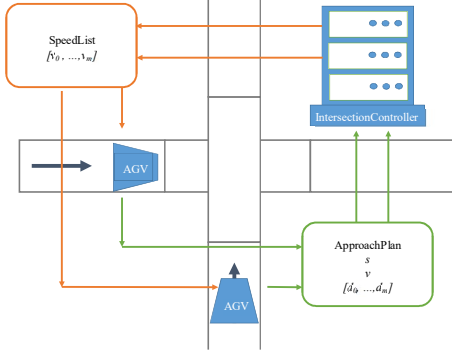 SpeedList
[v₀ , ...,vₘ]
IntersectionController
AGV
ApproachPlan
s
v
[d₀, ...,dₘ]
AGV